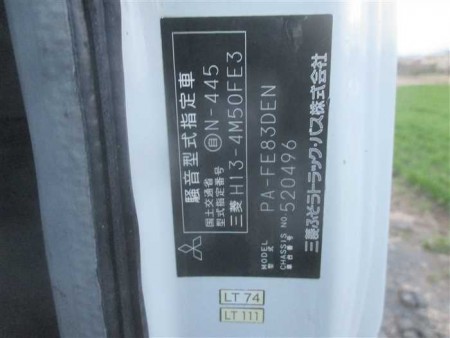 騒音型式指定車
国土交通省
型式指定番号 ㊐N-445
三菱 H13-4M50FE3
MODEL
型式 PA-FE83DEN
CHASSIS NO.
車台番号 520496
三菱ふそうトラック・バス株式会社
LT 74
LT 111